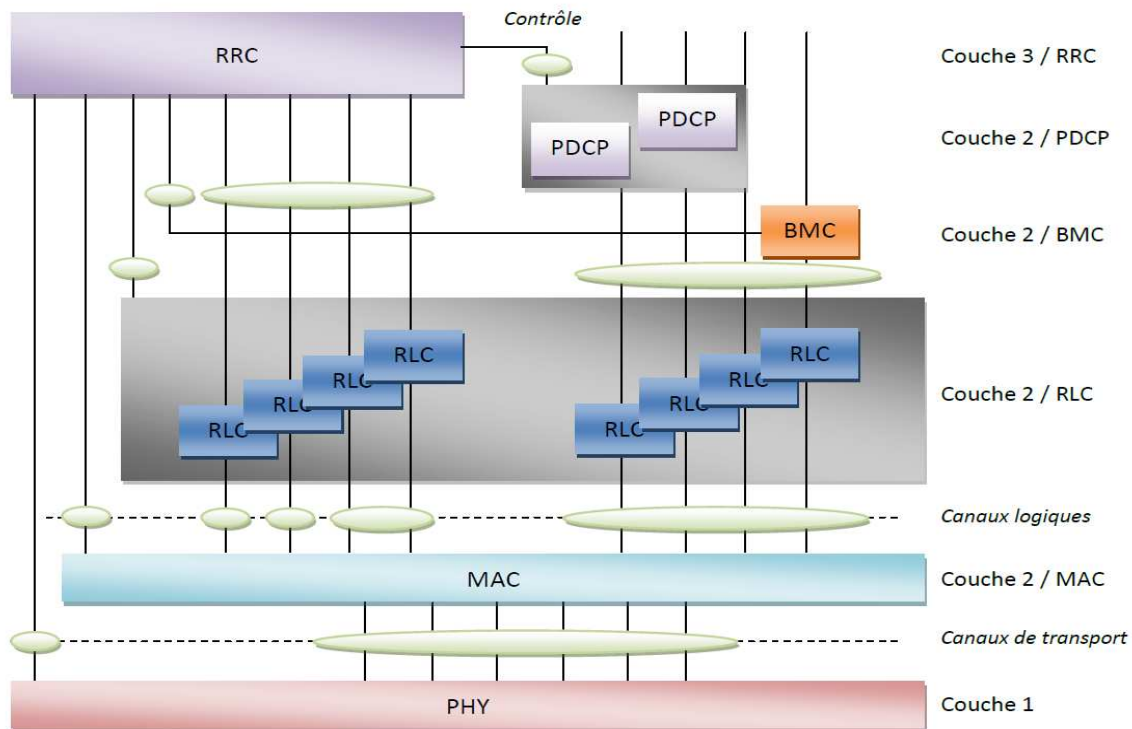 Contrôle
RRC
Couche 3 / RRC
PDCP
PDCP
Couche 2 / PDCP
BMC
Couche 2 / BMC
RLC
RLC
RLC
RLC
RLC
RLC
RLC
RLC
Couche 2 / RLC
Canaux logiques
MAC
Couche 2 / MAC
Canaux de transport
PHY
Couche 1